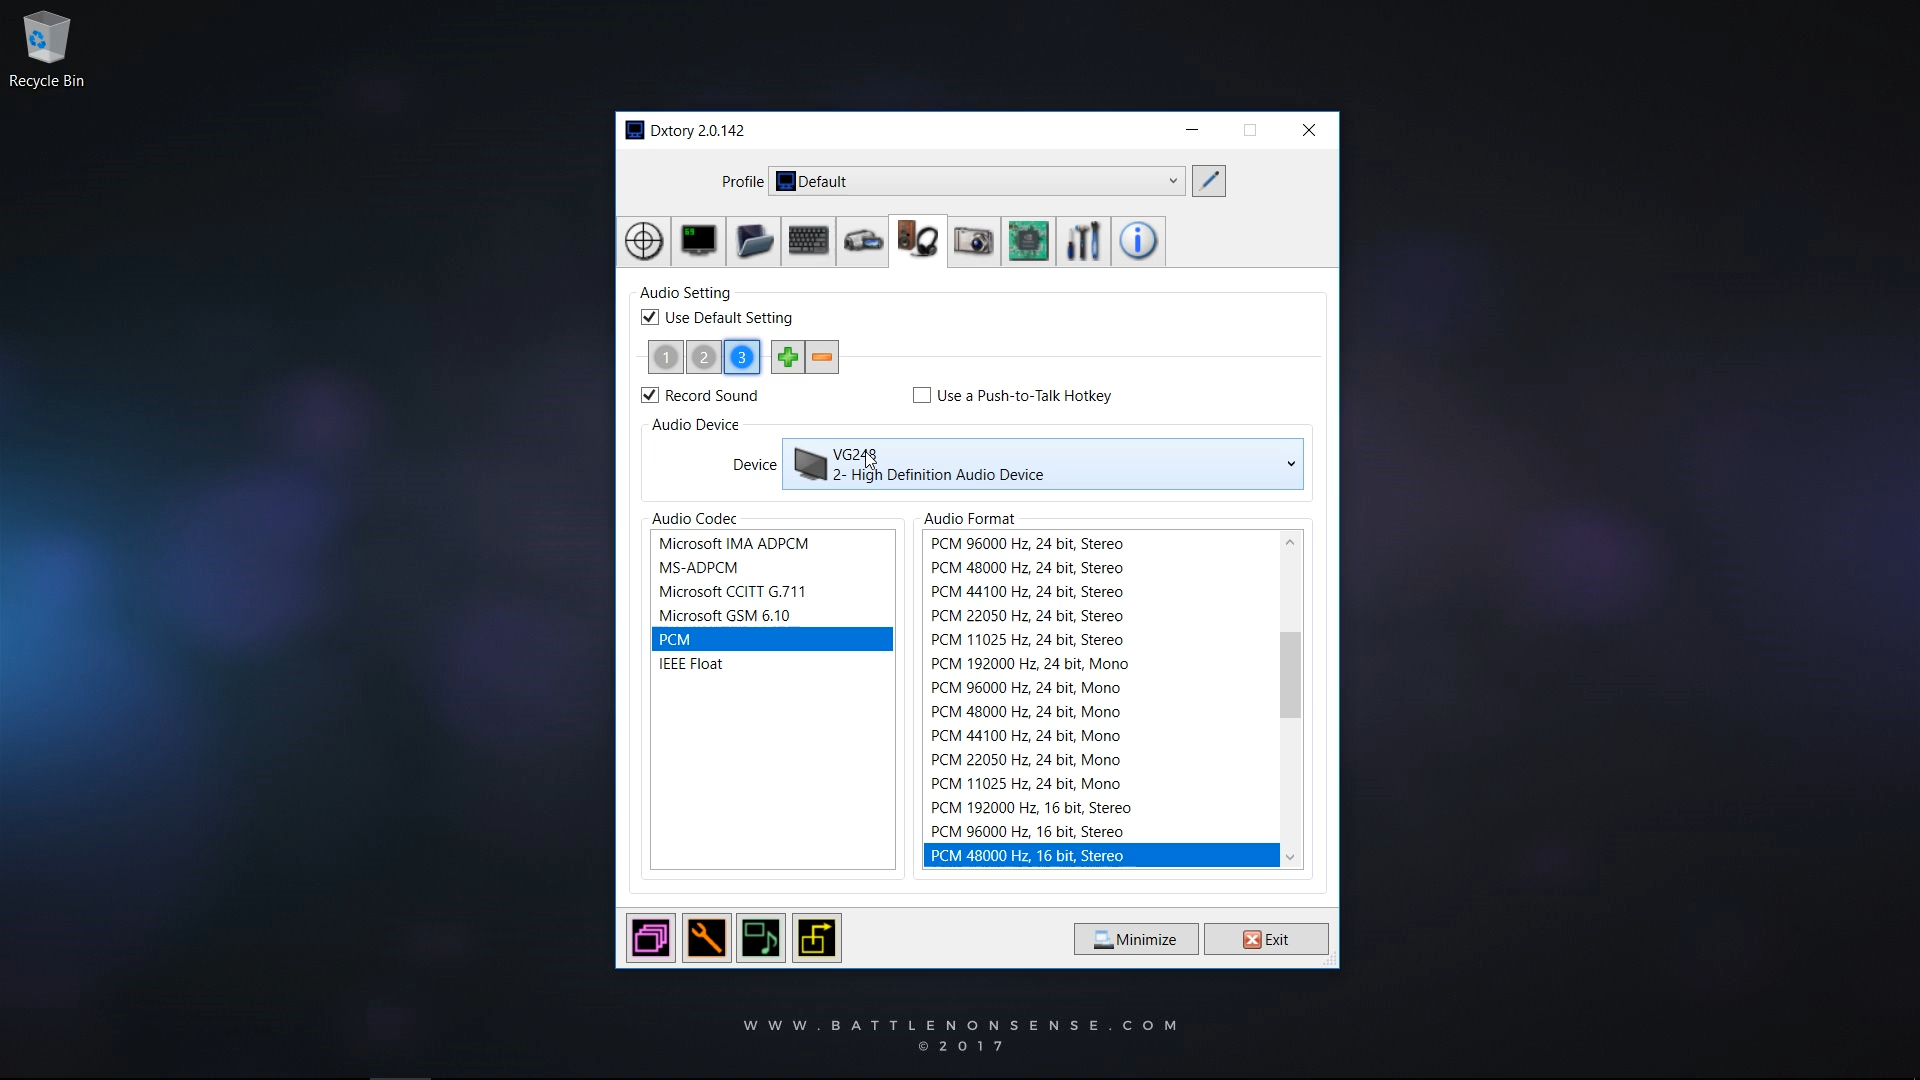 Recycle Bin
Dxtory 2.0.142
Profile
Default
69
Audio Setting
Use Default Setting
1
2
3
Record Sound
Use a Push-to-Talk Hotkey
Audio Device
Device
VG248
2- High Definition Audio Device
Audio Codec
Microsoft IMA ADPCM
MS-ADPCM
Microsoft CCITT G.711
Microsoft GSM 6.10
PCM
IEEE Float
Audio Format
PCM 96000 Hz, 24 bit, Stereo
PCM 48000 Hz, 24 bit, Stereo
PCM 44100 Hz, 24 bit, Stereo
PCM 22050 Hz, 24 bit, Stereo
PCM 11025 Hz, 24 bit, Stereo
PCM 192000 Hz, 24 bit, Mono
PCM 96000 Hz, 24 bit, Mono
PCM 48000 Hz, 24 bit, Mono
PCM 44100 Hz, 24 bit, Mono
PCM 22050 Hz, 24 bit, Mono
PCM 11025 Hz, 24 bit, Mono
PCM 192000 Hz, 16 bit, Stereo
PCM 96000 Hz, 16 bit, Stereo
PCM 48000 Hz, 16 bit, Stereo
Minimize
Exit
WWW.BATTLENONSENSE.COM
© 2017